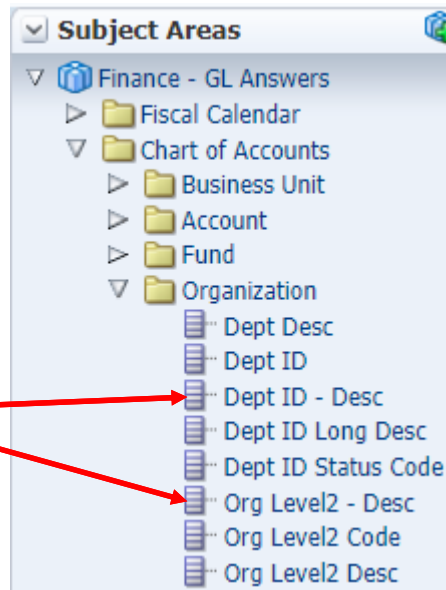 Subject Areas
Finance - GL Answers
Fiscal Calendar
Chart of Accounts
Business Unit
Account
Fund
Organization
Dept Desc
Dept ID
Dept ID - Desc
Dept ID Long Desc
Dept ID Status Code
Org Level2 - Desc
Org Level2 Code
Org Level2 Desc